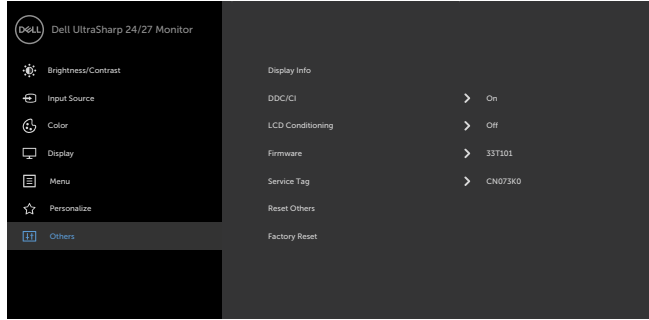 DELL Dell UltraSharp 24/27 Monitor
Brightness/Contrast
Input Source
Color
Display
Menu
Personalize
Others
Display Info
DDC/CI > On
LCD Conditioning > Off
Firmware > 33T101
Service Tag > CN073K0
Reset Others
Factory Reset